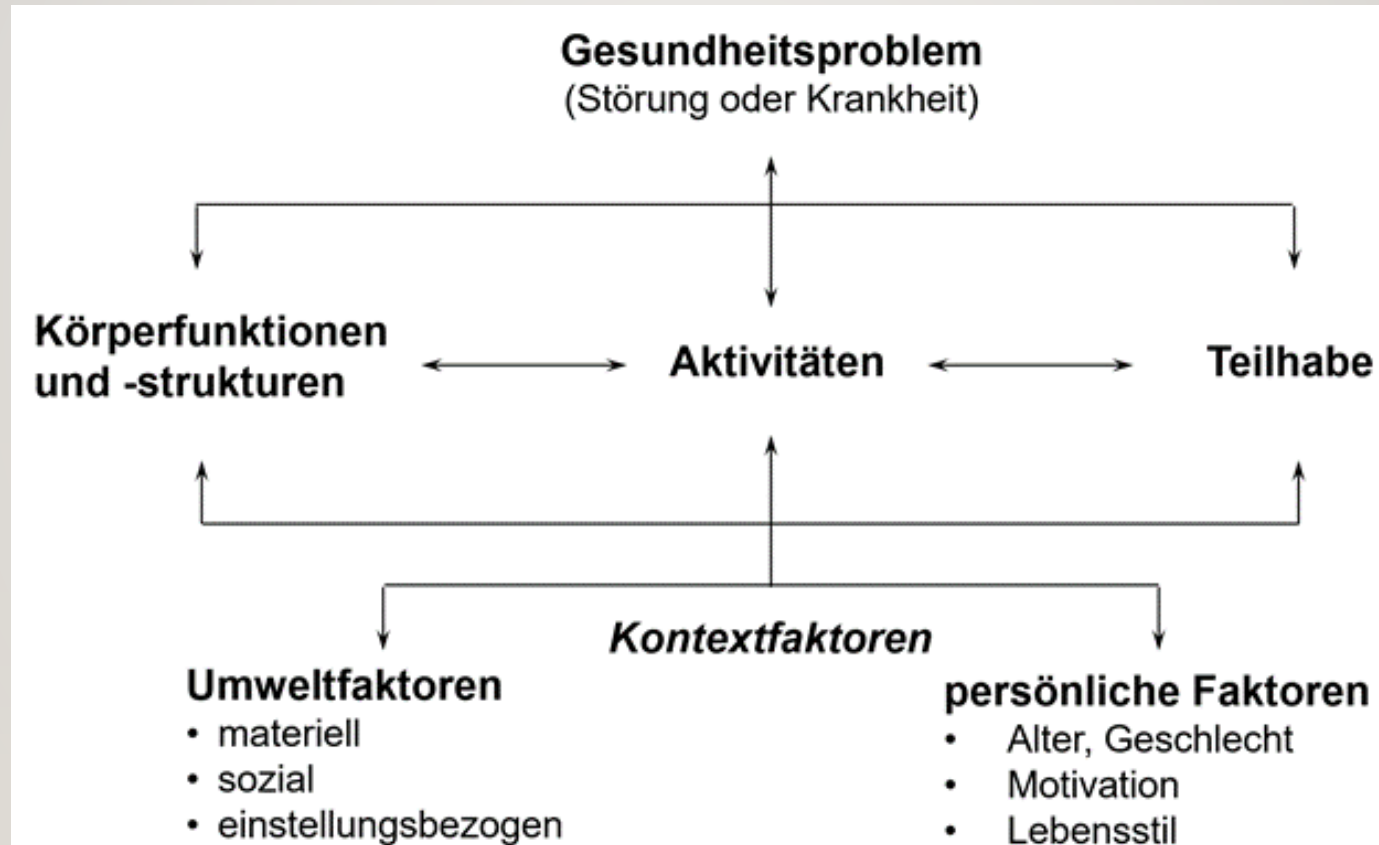 Gesundheitsproblem
(Störung oder Krankheit)
Körperfunktionen
und -strukturen
Aktivitäten
Teilhabe
Kontextfaktoren
Umweltfaktoren
• materiell
• sozial
• einstellungsbezogen
persönliche Faktoren
• Alter, Geschlecht
• Motivation
• Lebensstil